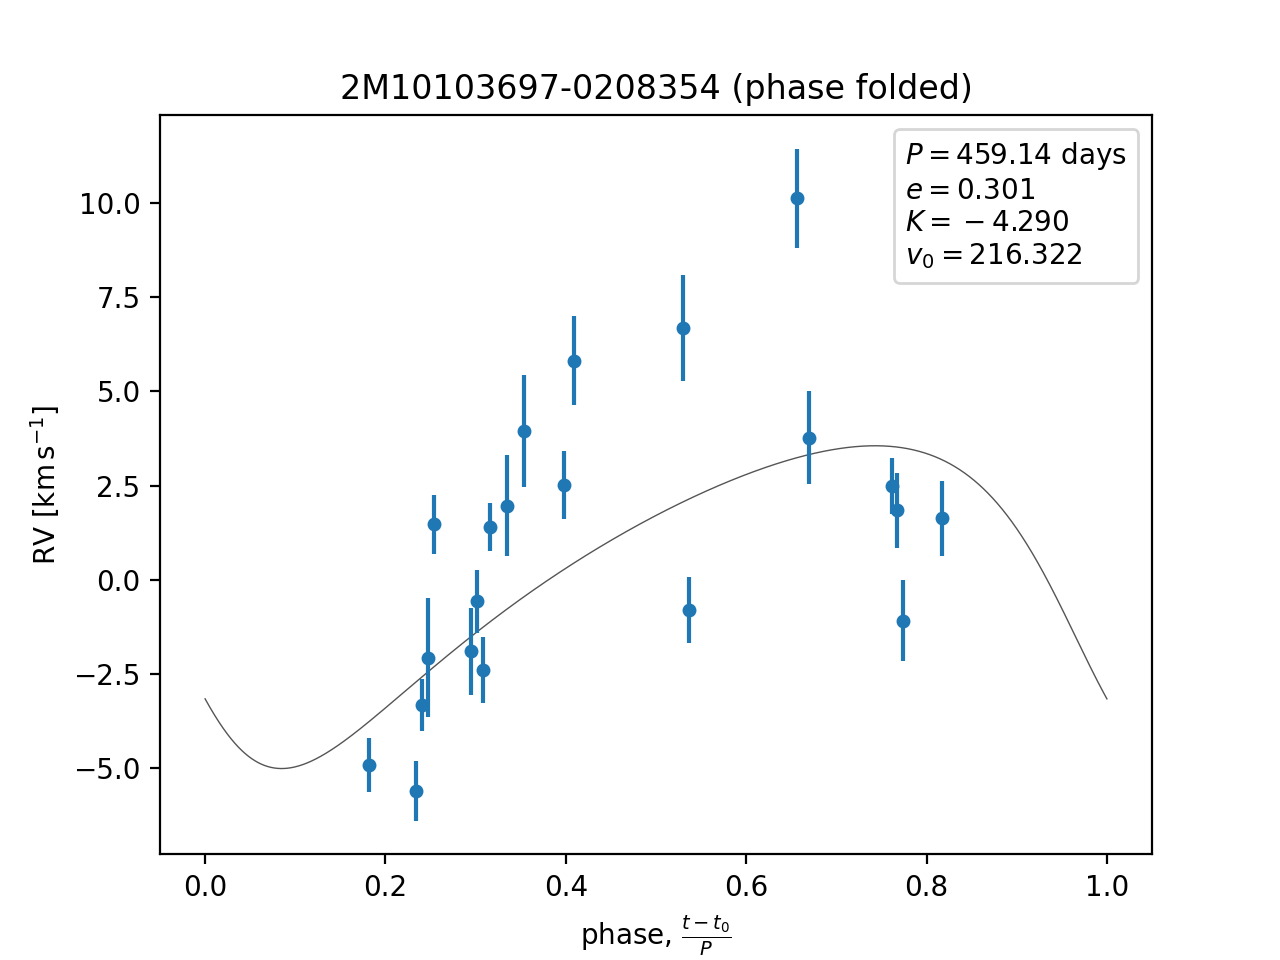 2M10103697-0208354 (phase folded)
P = 459.14 days
e = 0.301
K = −4.290
v₀ = 216.322
10.0
7.5
5.0
2.5
0.0
−2.5
−5.0
RV [km s⁻¹]
0.0 0.2 0.4 0.6 0.8 1.0
phase, (t − t₀)/P